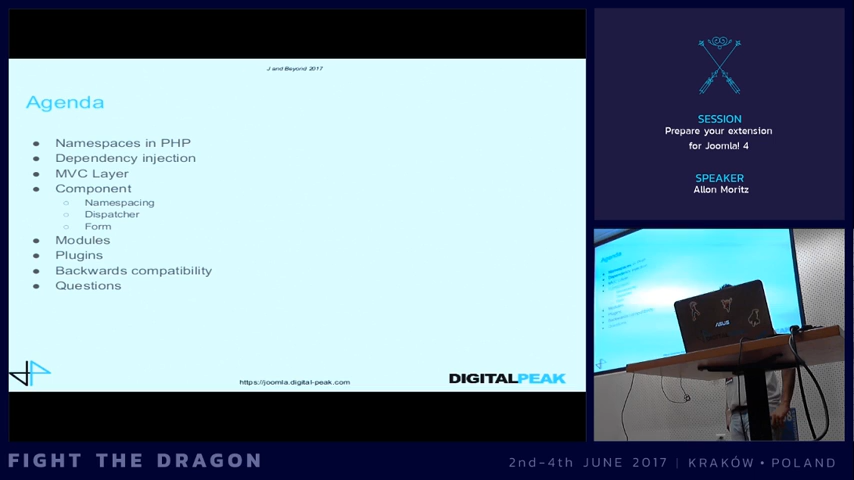 J and Beyond 2017
Agenda
Namespaces in PHP
Dependency injection
MVC Layer
Component
Namespacing
Dispatcher
Form
Modules
Plugins
Backwards compatibility
Questions
https://joomla.digital-peak.com
DIGITALPEAK
SESSION
Prepare your extension
for Joomla! 4
SPEAKER
Allon Moritz
Agenda
ASUS
FIGHT THE DRAGON
2nd-4th JUNE 2017 | KRAKÓW • POLAND